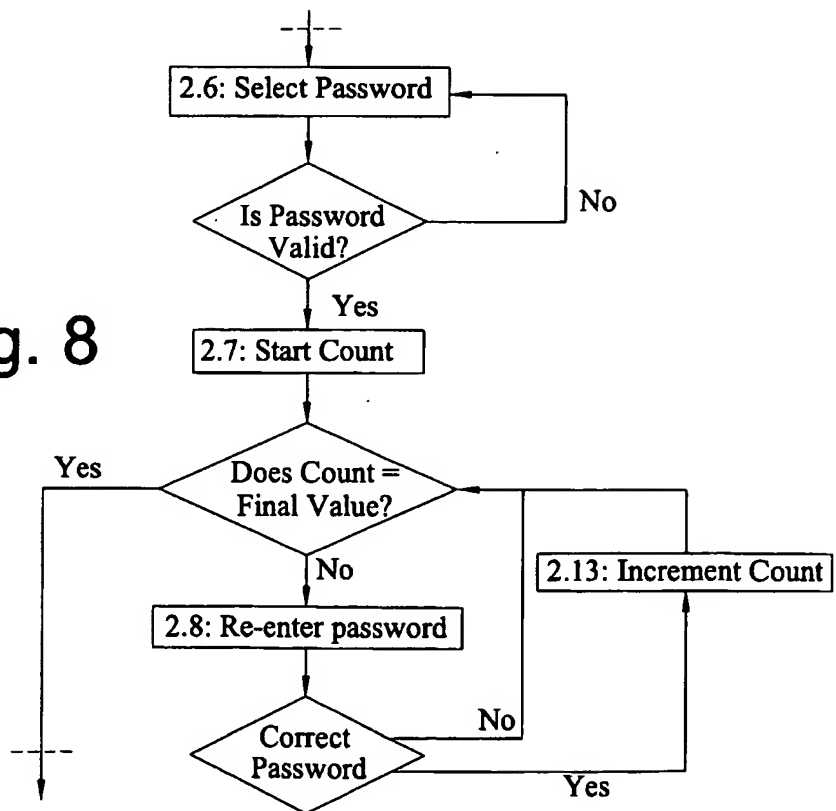 2.6: Select Password
Is Password
Valid?
No
Yes
g. 8
2.7: Start Count
Yes
Does Count =
Final Value?
No
2.13: Increment Count
2.8: Re-enter password
Correct
Password
No
Yes